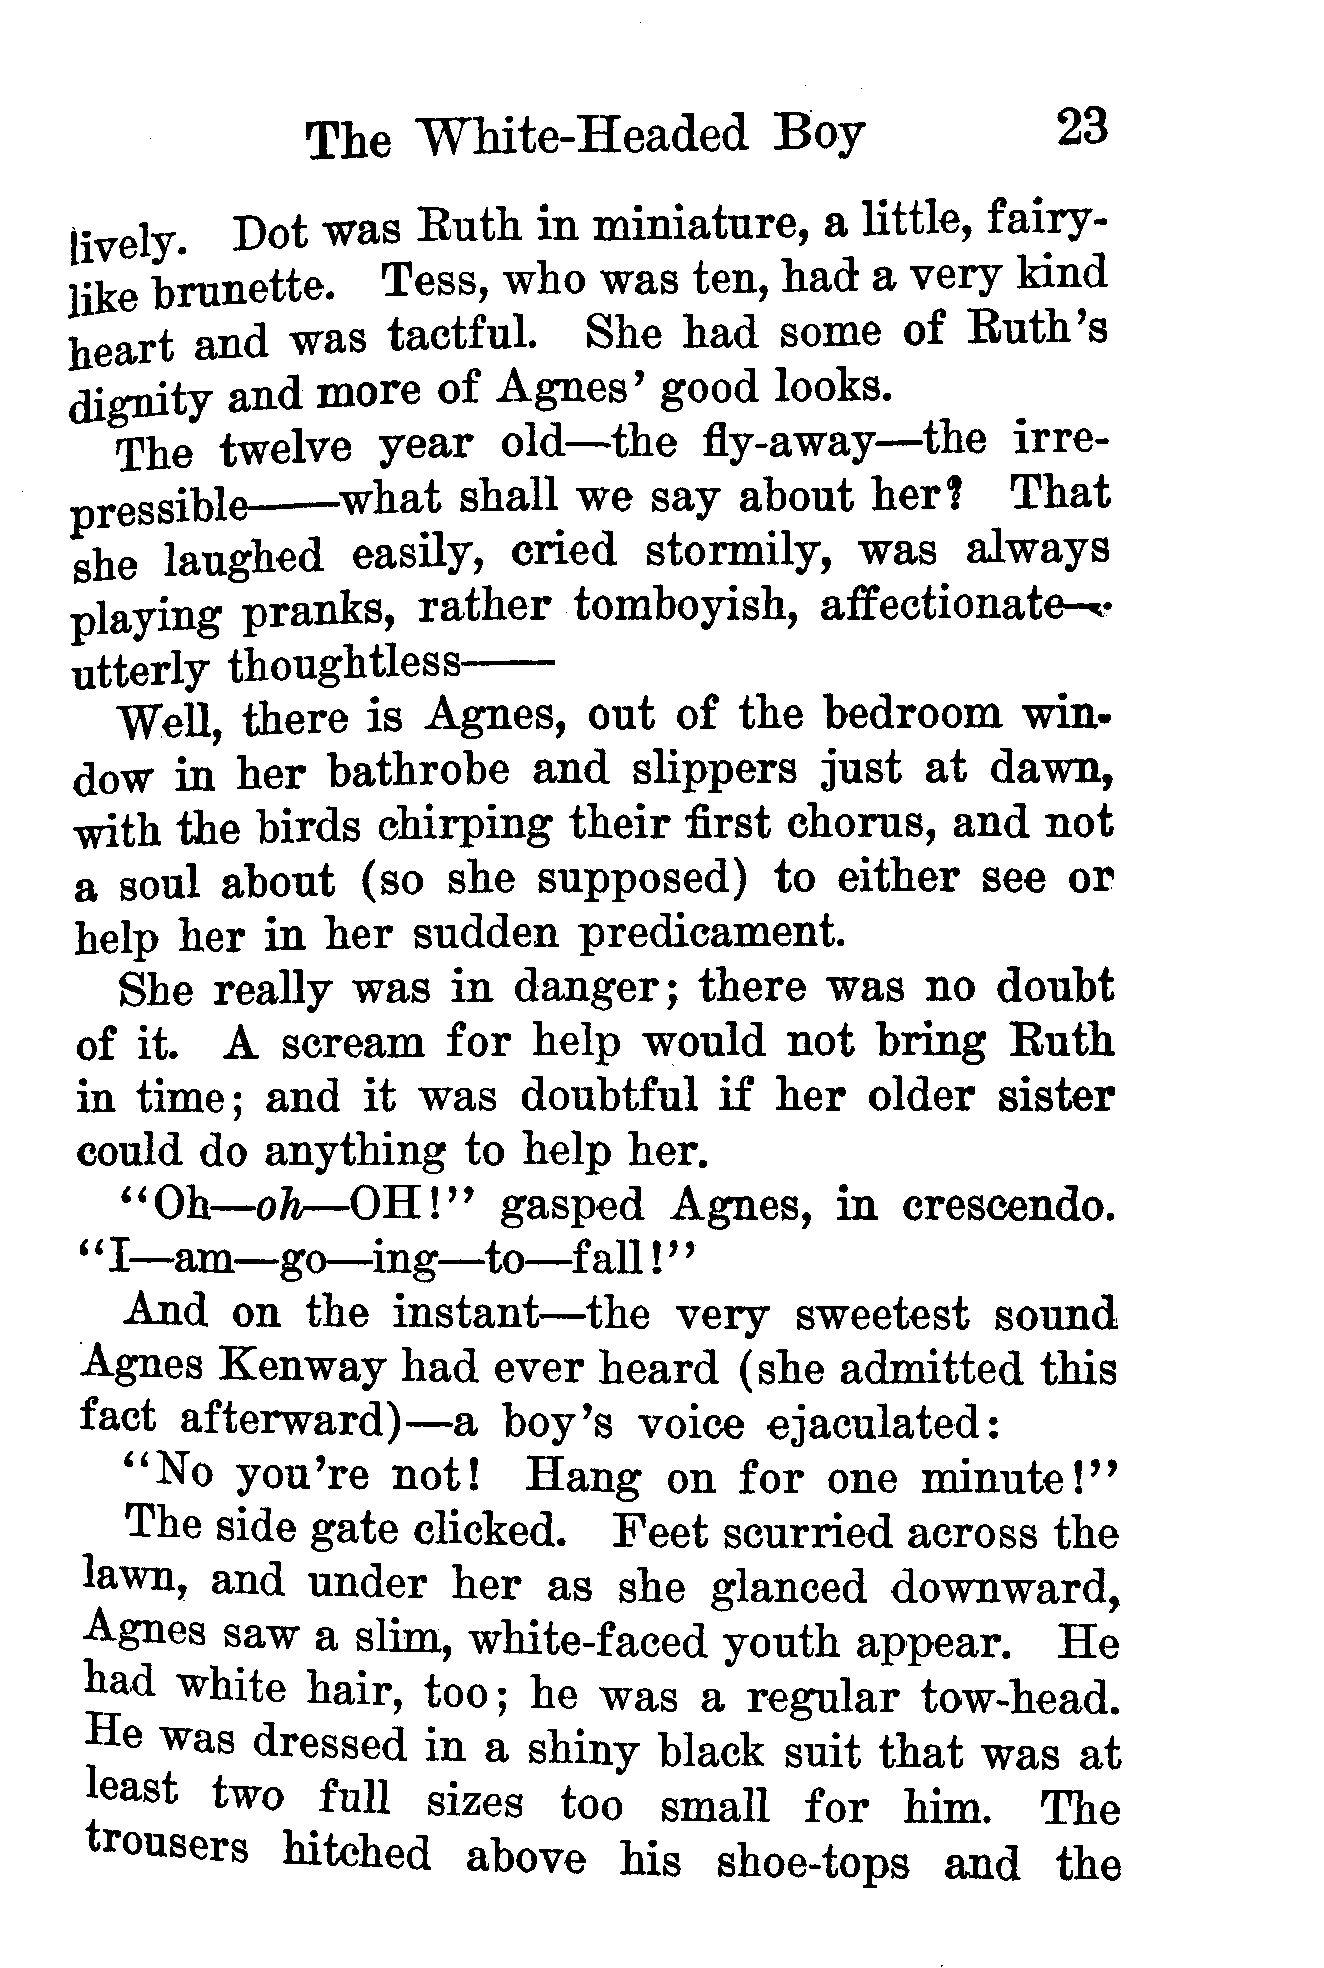 The White-Headed Boy 23
lively. Dot was Ruth in miniature, a little, fairy-
like brunette. Tess, who was ten, had a very kind
heart and was tactful. She had some of Ruth's
dignity and more of Agnes' good looks.
The twelve year old—the fly-away—the irre-
pressible——what shall we say about her? That
she laughed easily, cried stormily, was always
playing pranks, rather tomboyish, affectionate—
utterly thoughtless——
Well, there is Agnes, out of the bedroom win-
dow in her bathrobe and slippers just at dawn,
with the birds chirping their first chorus, and not
a soul about (so she supposed) to either see or
help her in her sudden predicament.
She really was in danger; there was no doubt
of it. A scream for help would not bring Ruth
in time; and it was doubtful if her older sister
could do anything to help her.
"Oh—oh—OH!" gasped Agnes, in crescendo.
"I—am—go—ing—to—fall!"
And on the instant—the very sweetest sound
Agnes Kenway had ever heard (she admitted this
fact afterward)—a boy's voice ejaculated:
"No you're not! Hang on for one minute!"
The side gate clicked. Feet scurried across the
lawn, and under her as she glanced downward,
Agnes saw a slim, white-faced youth appear. He
had white hair, too; he was a regular tow-head.
He was dressed in a shiny black suit that was at
least two full sizes too small for him. The
trousers hitched above his shoe-tops and the